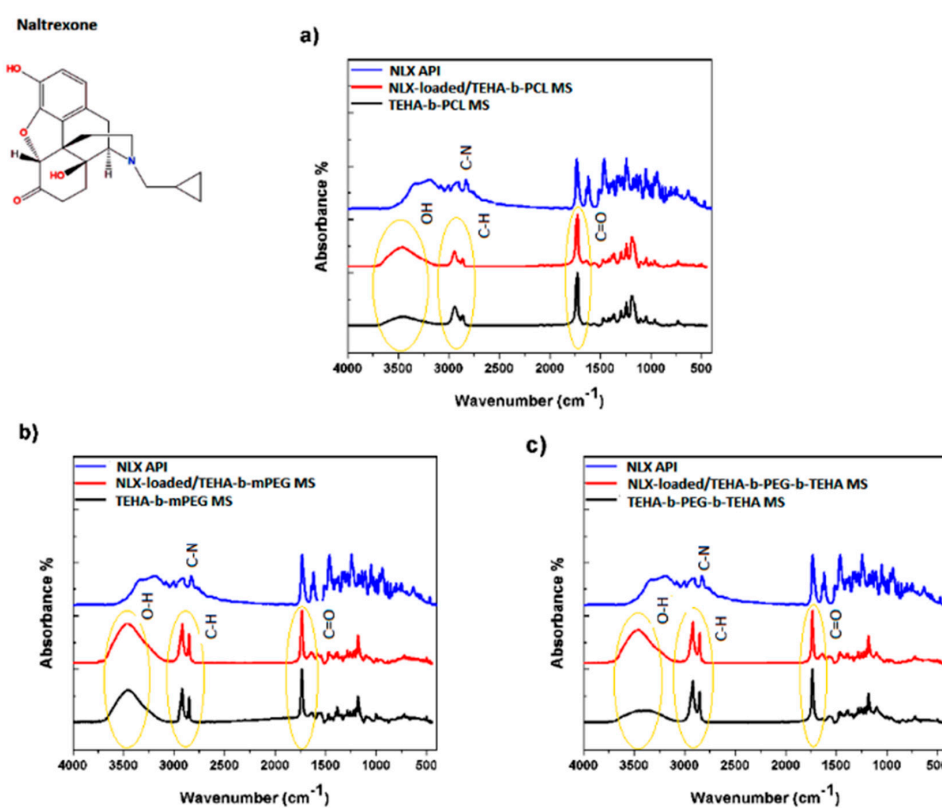 Naltrexone
HO
O
H
HO
H
N
O
a)
NLX API
NLX-loaded/TEHA-b-PCL MS
TEHA-b-PCL MS
Absorbance %
C-N
OH
C-H
C=O
4000 3500 3000 2500 2000 1500 1000 500
Wavenumber (cm-1)
b)
NLX API
NLX-loaded/TEHA-b-mPEG MS
TEHA-b-mPEG MS
Absorbance %
C-N
O-H
C-H
C=O
4000 3500 3000 2500 2000 1500 1000 500
Wavenumber (cm-1)
c)
NLX API
NLX-loaded/TEHA-b-PEG-b-TEHA MS
TEHA-b-PEG-b-TEHA MS
Absorbance %
C-N
O-H
C-H
C=O
4000 3500 3000 2500 2000 1500 1000 500
Wavenumber (cm-1)